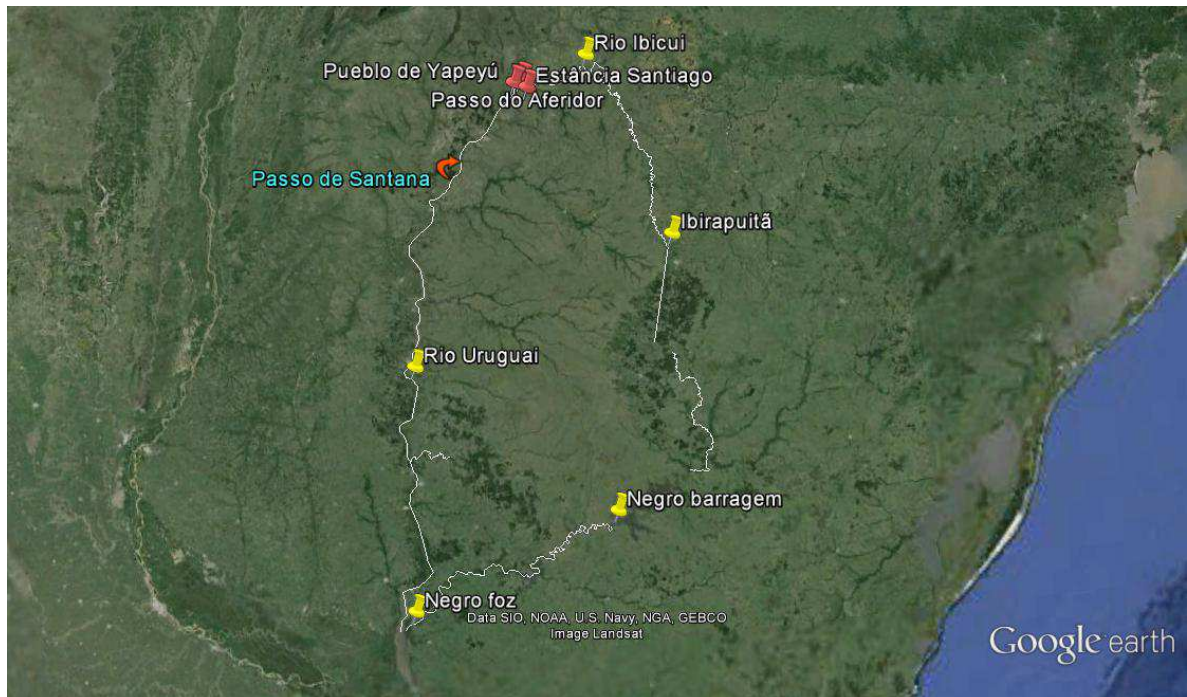 Rio Ibicui
Pueblo de Yapeyú
Estância Santiago
Passo do Aferidor
Passo de Santana
Ibirapuitã
Rio Uruguai
Negro barragem
Negro foz
Data SIO, NOAA, U.S. Navy, NGA, GEBCO
Image Landsat
Google earth